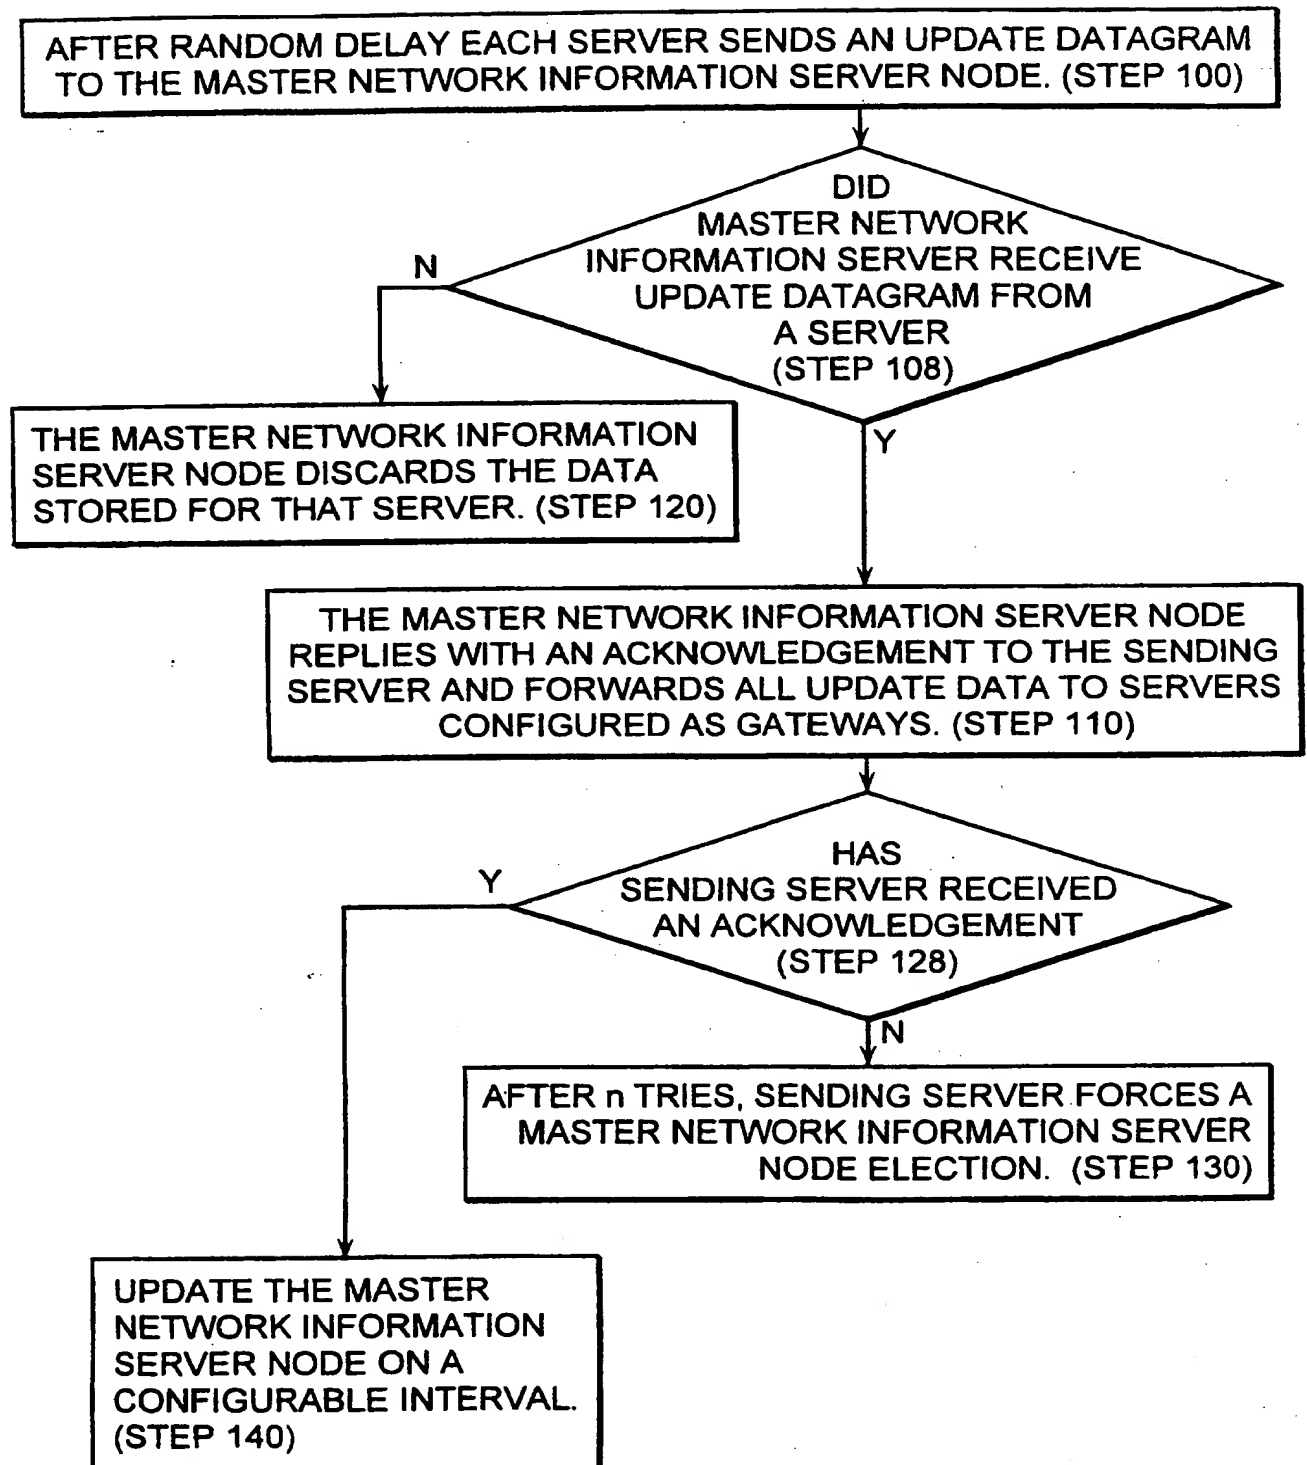 AFTER RANDOM DELAY EACH SERVER SENDS AN UPDATE DATAGRAM
TO THE MASTER NETWORK INFORMATION SERVER NODE. (STEP 100)
DID
MASTER NETWORK
INFORMATION SERVER RECEIVE
UPDATE DATAGRAM FROM
A SERVER
(STEP 108)
N
Y
THE MASTER NETWORK INFORMATION
SERVER NODE DISCARDS THE DATA
STORED FOR THAT SERVER. (STEP 120)
THE MASTER NETWORK INFORMATION SERVER NODE
REPLIES WITH AN ACKNOWLEDGEMENT TO THE SENDING
SERVER AND FORWARDS ALL UPDATE DATA TO SERVERS
CONFIGURED AS GATEWAYS. (STEP 110)
HAS
SENDING SERVER RECEIVED
AN ACKNOWLEDGEMENT
(STEP 128)
Y
N
AFTER n TRIES, SENDING SERVER FORCES A
MASTER NETWORK INFORMATION SERVER
NODE ELECTION. (STEP 130)
UPDATE THE MASTER
NETWORK INFORMATION
SERVER NODE ON A
CONFIGURABLE INTERVAL.
(STEP 140)